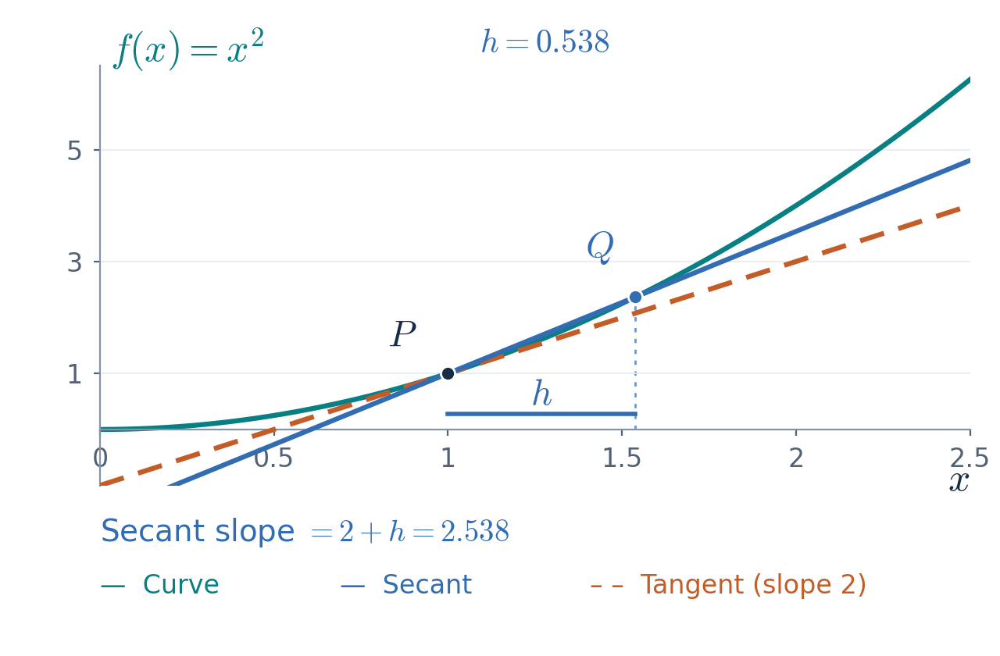 f(x) = x²
h = 0.538
5
3
Q
P
1
h
0 0.5 1 1.5 2 2.5
x
Secant slope = 2 + h = 2.538
— Curve — Secant – – Tangent (slope 2)